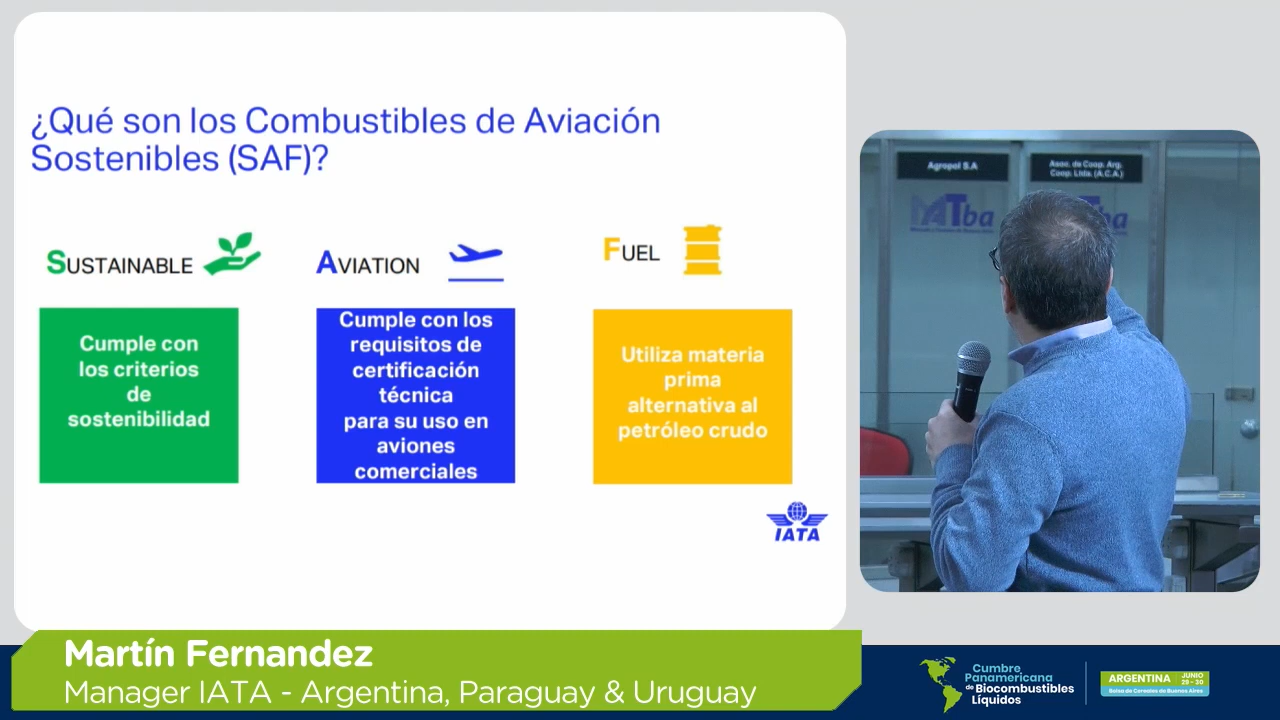 ¿Qué son los Combustibles de Aviación
Sostenibles (SAF)?
SUSTAINABLE
AVIATION
FUEL
Cumple con
los criterios
de
sostenibilidad
Cumple con los
requisitos de
certificación
técnica
para su uso en
aviones
comerciales
Utiliza materia
prima
alternativa al
petróleo crudo
IATA
Agropol S.A
Asoc. de Coop. Arg.
Coop. Ltda. (A.C.A.)
MATba
Martín Fernandez
Manager IATA - Argentina, Paraguay & Uruguay
Cumbre
Panamericana
de Biocombustibles
Líquidos
ARGENTINA
JUNIO
29 - 30
Bolsa de Cereales de Buenos Aires